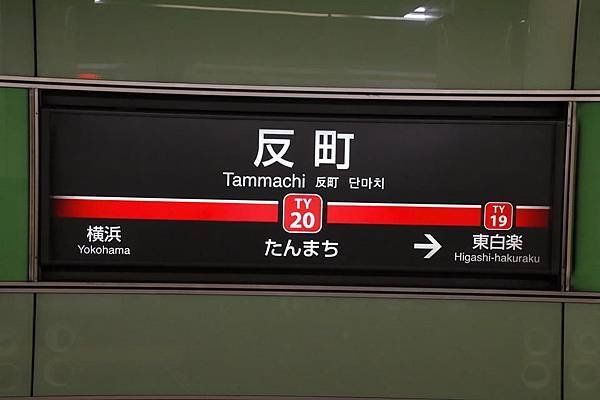 反町
Tammachi 反町 단마치
TY 20
TY 19
横浜
Yokohama
たんまち
→
東白楽
Higashi-hakuraku